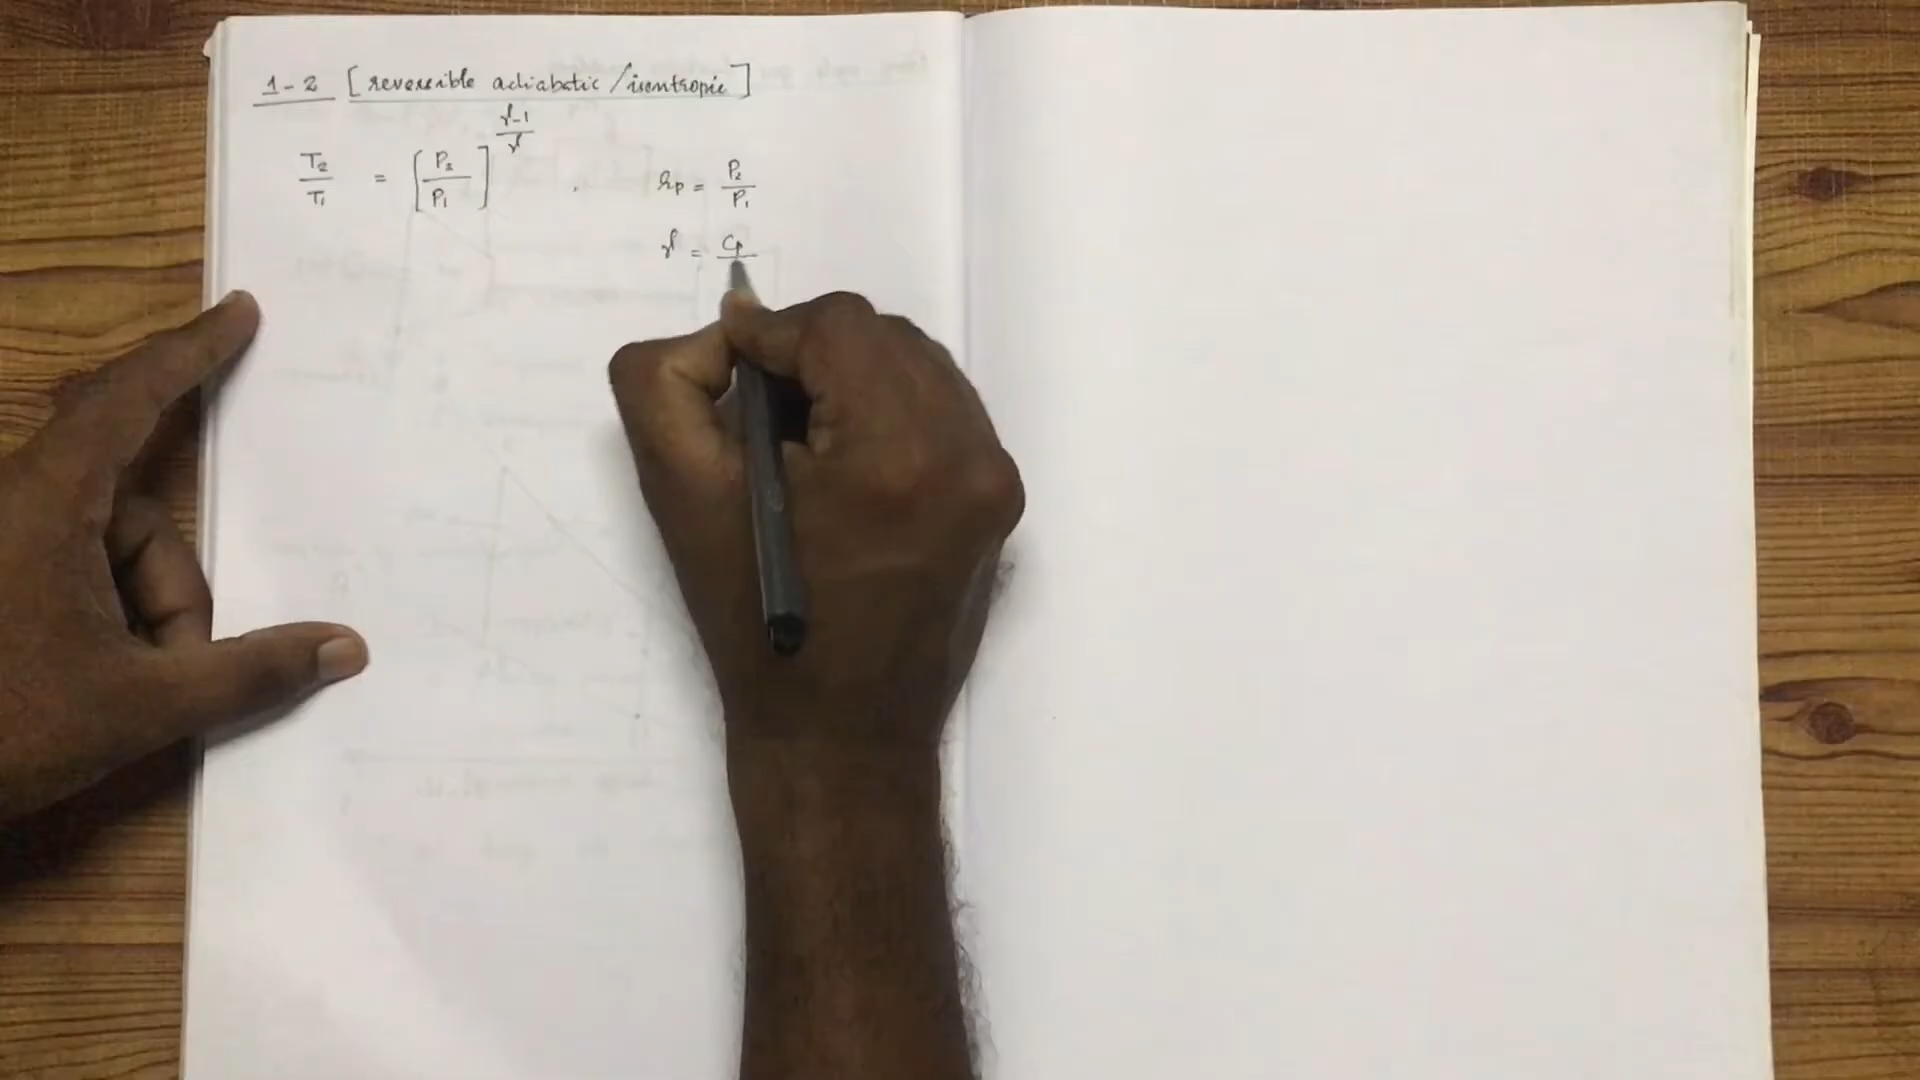 1-2 [reversible adiabatic/isentropic]
T₂/T₁ = [P₂/P₁]^(γ-1)/γ , rp = P₂/P₁
γ = Cp/